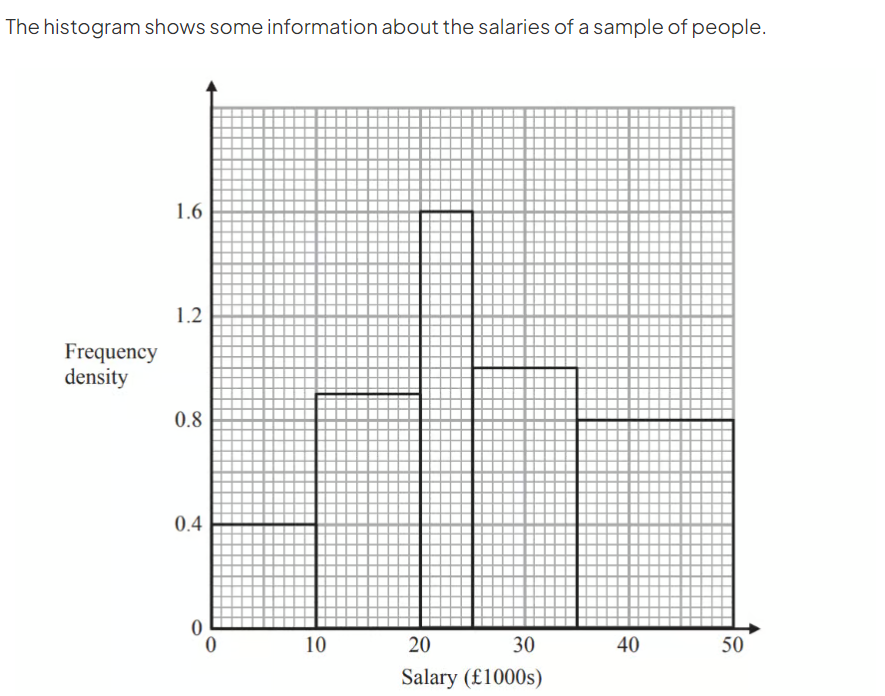 The histogram shows some information about the salaries of a sample of people.
1.6
1.2
Frequency
density
0.8
0.4
0
0 10 20 30 40 50
Salary (£1000s)